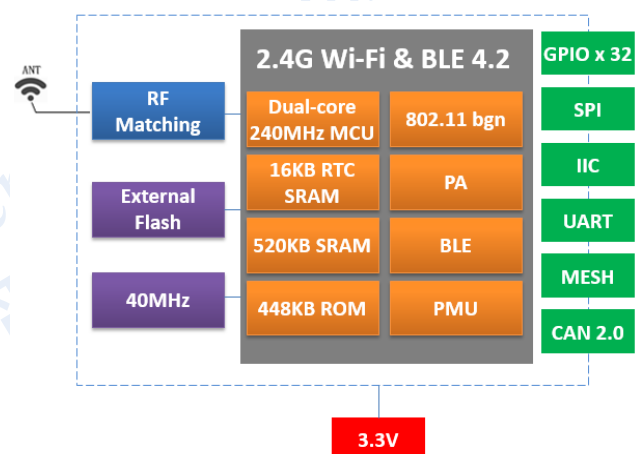 2.4G Wi-Fi & BLE 4.2
GPIO x 32
ANT
RF
Matching
Dual-core
240MHz MCU
802.11 bgn
SPI
16KB RTC
SRAM
PA
IIC
External
Flash
UART
520KB SRAM
BLE
MESH
40MHz
448KB ROM
PMU
CAN 2.0
3.3V